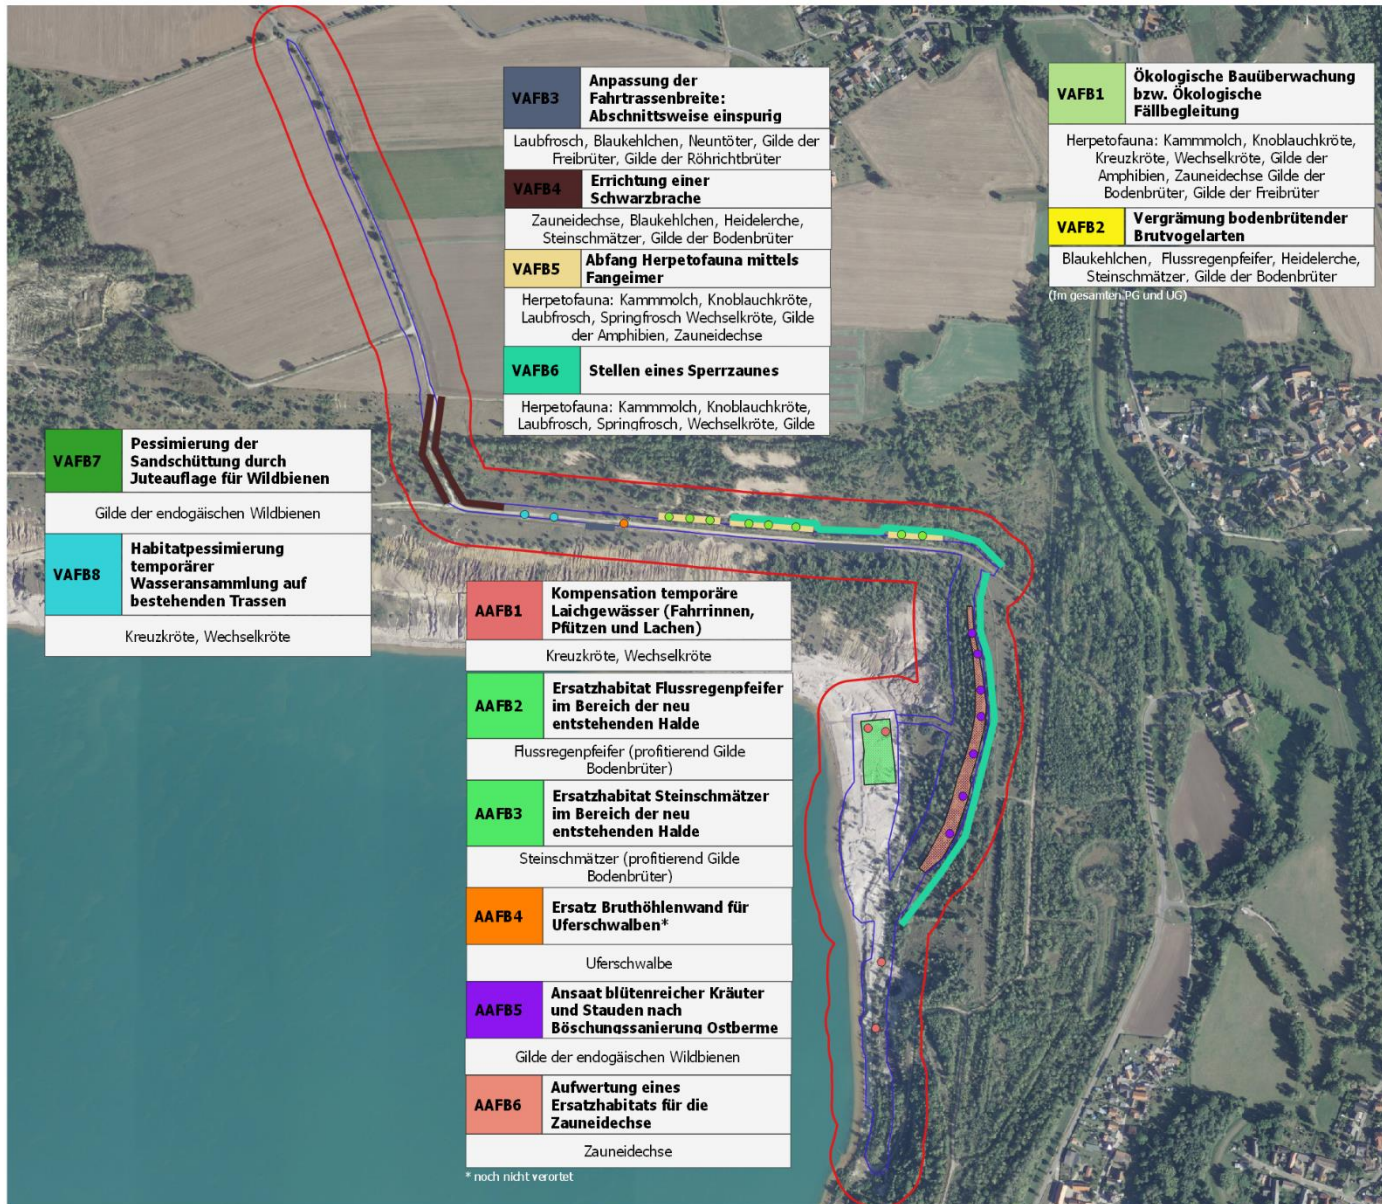 VAFB3
Anpassung der
Fahrtrassenbreite:
Abschnittsweise einspurig
Laubfrosch, Blaukehlchen, Neuntöter, Gilde der
Freibrüter, Gilde der Röhrichtbrüter
VAFB4
Errichtung einer
Schwarzbrache
Zauneidechse, Blaukehlchen, Heidelerche,
Steinschmätzer, Gilde der Bodenbrüter
VAFB5
Abfang Herpetofauna mittels
Fangeimer
Herpetofauna: Kammmolch, Knoblauchkröte,
Laubfrosch, Springfrosch Wechselkröte, Gilde
der Amphibien, Zauneidechse
VAFB6
Stellen eines Sperrzaunes
Herpetofauna: Kammmolch, Knoblauchkröte,
Laubfrosch, Springfrosch, Wechselkröte, Gilde
VAFB1
Ökologische Bauüberwachung
bzw. Ökologische
Fällbegleitung
Herpetofauna: Kammmolch, Knoblauchkröte,
Kreuzkröte, Wechselkröte, Gilde der
Amphibien, Zauneidechse Gilde der
Bodenbrüter, Gilde der Freibrüter
VAFB2
Vergrämung bodenbrütender
Brutvogelarten
Blaukehlchen, Flussregenpfeifer, Heidelerche,
Steinschmätzer, Gilde der Bodenbrüter
(Im gesamten PG und UG)
VAFB7
Pessimierung der
Sandschüttung durch
Juteauflage für Wildbienen
Gilde der endogäischen Wildbienen
VAFB8
Habitatpessimierung
temporärer
Wasseransammlung auf
bestehenden Trassen
Kreuzkröte, Wechselkröte
AAFB1
Kompensation temporäre
Laichgewässer (Fahrrinnen,
Pfützen und Lachen)
Kreuzkröte, Wechselkröte
AAFB2
Ersatzhabitat Flussregenpfeifer
im Bereich der neu
entstehenden Halde
Flussregenpfeifer (profitierend Gilde
Bodenbrüter)
AAFB3
Ersatzhabitat Steinschmätzer
im Bereich der neu
entstehenden Halde
Steinschmätzer (profitierend Gilde
Bodenbrüter)
AAFB4
Ersatz Bruthöhlenwand für
Uferschwalben*
Uferschwalbe
AAFB5
Ansaat blütenreicher Kräuter
und Stauden nach
Böschungssanierung Ostberme
Gilde der endogäischen Wildbienen
AAFB6
Aufwertung eines
Ersatzhabitats für die
Zauneidechse
Zauneidechse
* noch nicht verortet